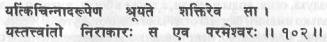 यत्किंचिन्नादरूपेण श्रूयते शक्तिरेव सा ।
यस्तत्त्वांतो निराकारः स एव परमेश्वरः ॥ १०२ ॥